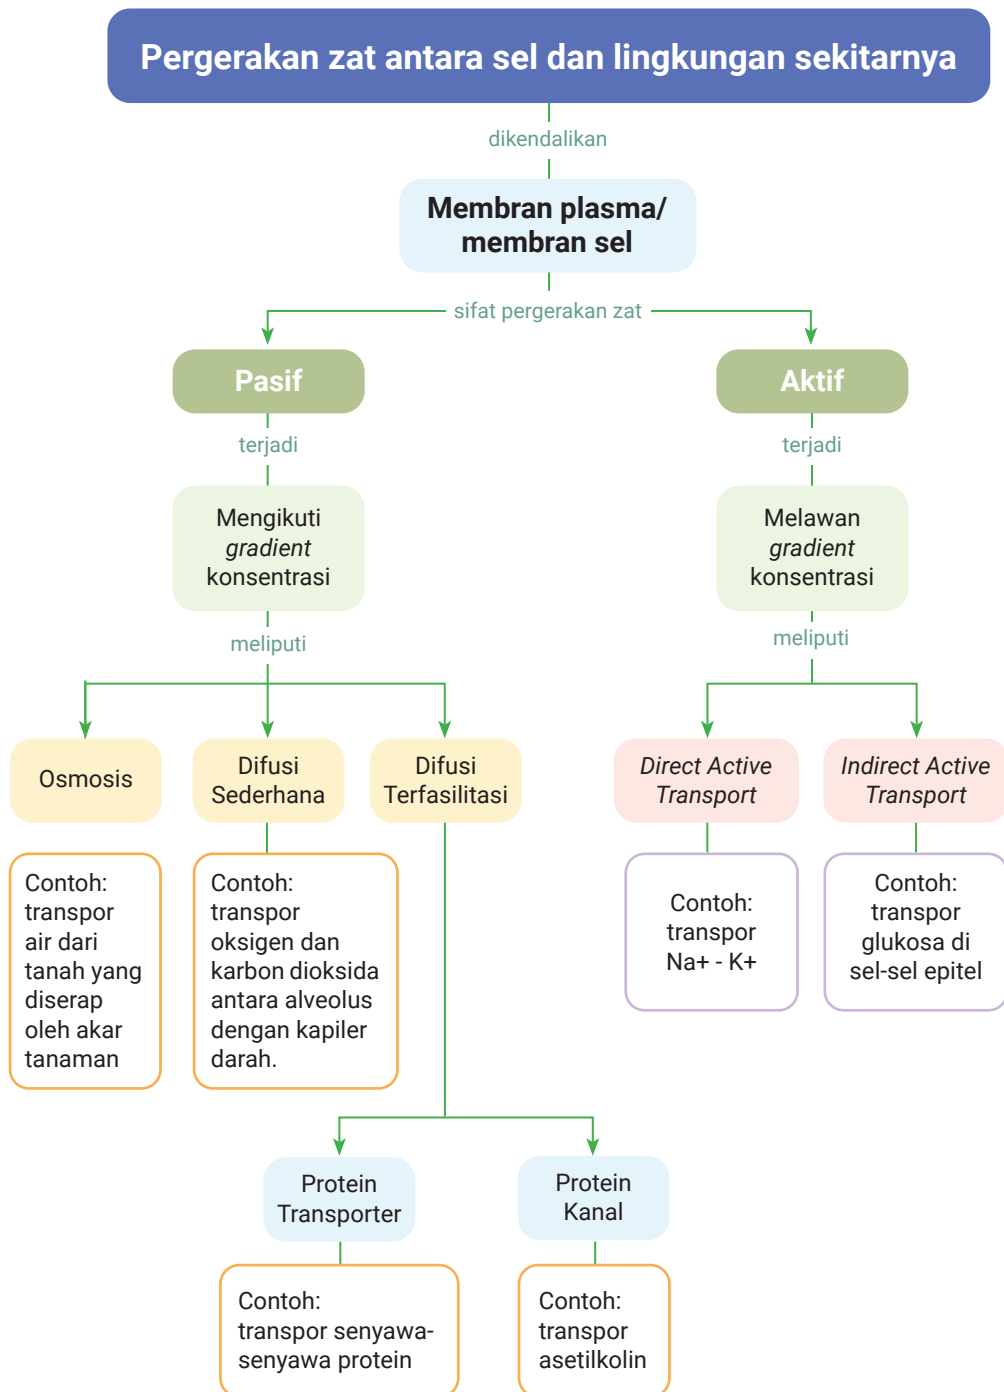 Pergerakan zat antara sel dan lingkungan sekitarnya
dikendalikan
Membran plasma/
membran sel
sifat pergerakan zat
Pasif
Aktif
terjadi
terjadi
Mengikuti
gradient
konsentrasi
Melawan
gradient
konsentrasi
meliputi
meliputi
Osmosis
Difusi
Sederhana
Difusi
Terfasilitasi
Direct Active
Transport
Indirect Active
Transport
Contoh:
transpor
air dari
tanah yang
diserap
oleh akar
tanaman
Contoh:
transpor
oksigen dan
karbon dioksida
antara alveolus
dengan kapiler
darah.
Contoh:
transpor
Na+ - K+
Contoh:
transpor
glukosa di
sel-sel epitel
Protein
Transporter
Protein
Kanal
Contoh:
transpor senyawa-
senyawa protein
Contoh:
transpor
asetilkolin